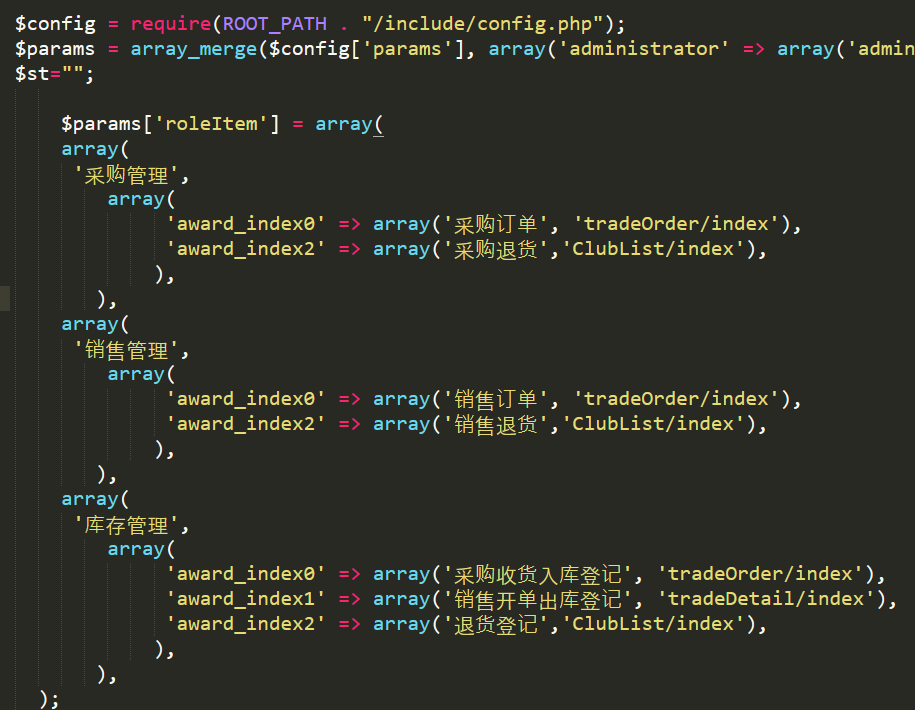 $config = require(ROOT_PATH . "/include/config.php");
$params = array_merge($config['params'], array('administrator' => array('admin
$st="";
$params['roleItem'] = array(
array(
'采购管理',
array(
'award_index0' => array('采购订单', 'tradeOrder/index'),
'award_index2' => array('采购退货','ClubList/index'),
),
),
array(
'销售管理',
array(
'award_index0' => array('销售订单', 'tradeOrder/index'),
'award_index2' => array('销售退货','ClubList/index'),
),
),
array(
'库存管理',
array(
'award_index0' => array('采购收货入库登记', 'tradeOrder/index'),
'award_index1' => array('销售开单出库登记', 'tradeDetail/index'),
'award_index2' => array('退货登记','ClubList/index'),
),
),
);